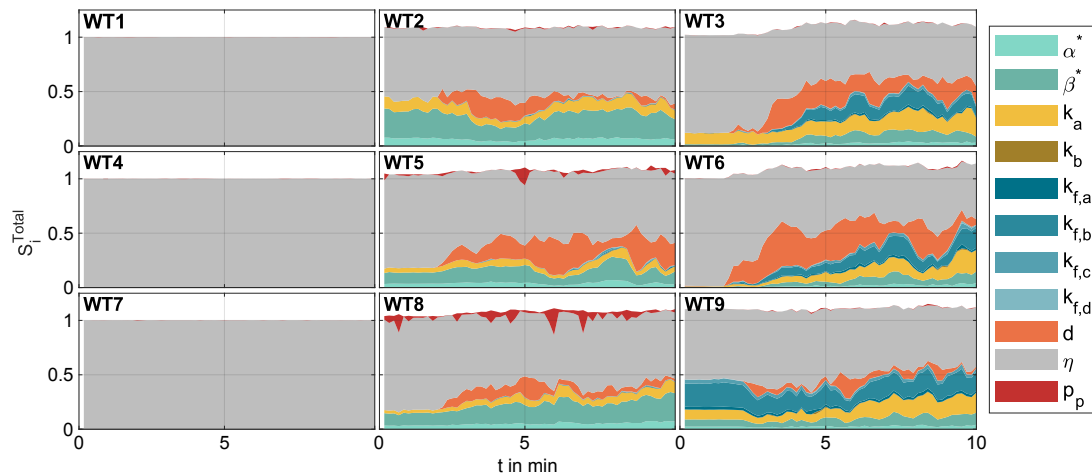 WT1
WT2
WT3
1
0.5
0
WT4
WT5
WT6
1
0.5
0
WT7
WT8
WT9
1
0.5
0
0 5 0 5 0 5 10
S_i^Total
t in min
α*
β*
k_a
k_b
k_f,a
k_f,b
k_f,c
k_f,d
d
η
p_p